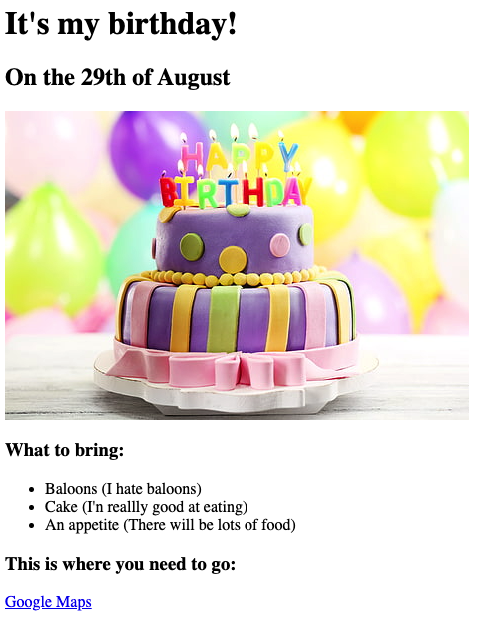 It's my birthday!
On the 29th of August
HAPPY
BIRTHDAY
What to bring:
Baloons (I hate baloons)
Cake (I'n reallly good at eating)
An appetite (There will be lots of food)
This is where you need to go:
Google Maps